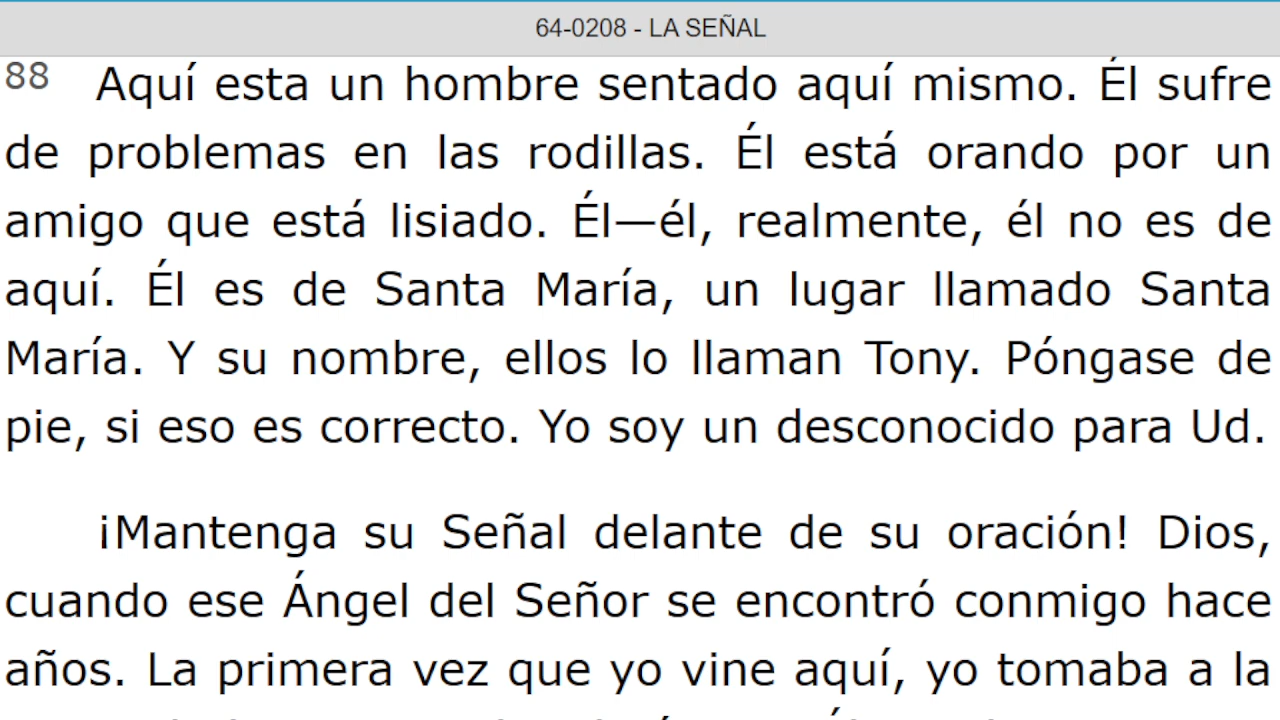 64-0208 - LA SEÑAL
88 Aquí esta un hombre sentado aquí mismo. Él sufre
de problemas en las rodillas. Él está orando por un
amigo que está lisiado. Él—él, realmente, él no es de
aquí. Él es de Santa María, un lugar llamado Santa
María. Y su nombre, ellos lo llaman Tony. Póngase de
pie, si eso es correcto. Yo soy un desconocido para Ud.
¡Mantenga su Señal delante de su oración! Dios,
cuando ese Ángel del Señor se encontró conmigo hace
años. La primera vez que yo vine aquí, yo tomaba a la